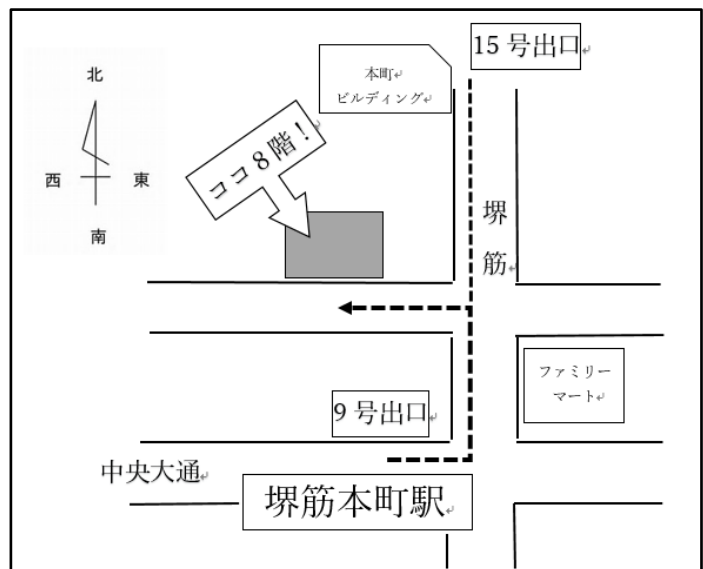 15 号出口
本町
ビルディング
北
西
東
南
ココ 8 階！
堺
筋
ファミリー
マート
9 号出口
中央大通
堺筋本町駅